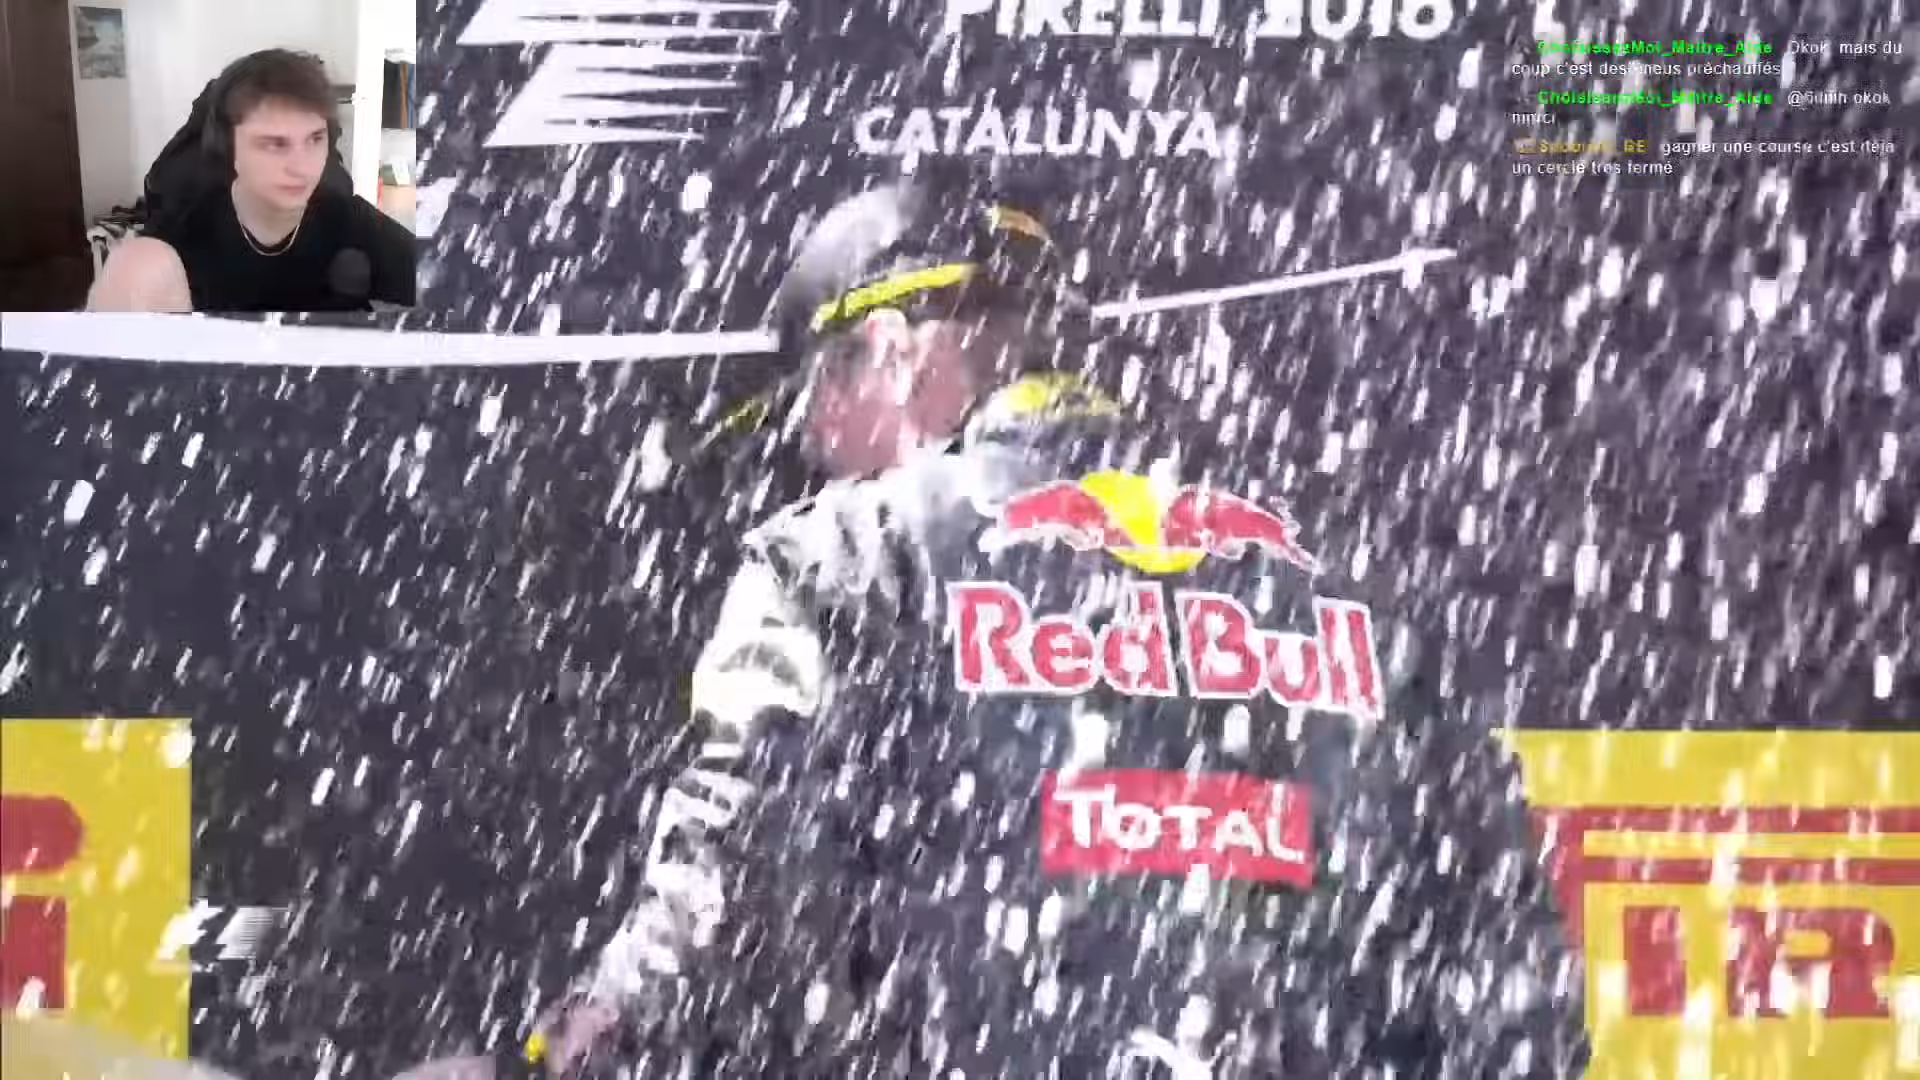 PIRELLI 2016
CATALUNYA
Okok mais du
coup c'est des pneus préchauffés
okok
gagner une course c'est déjà
un cercle très fermé
Red Bull
TOTAL